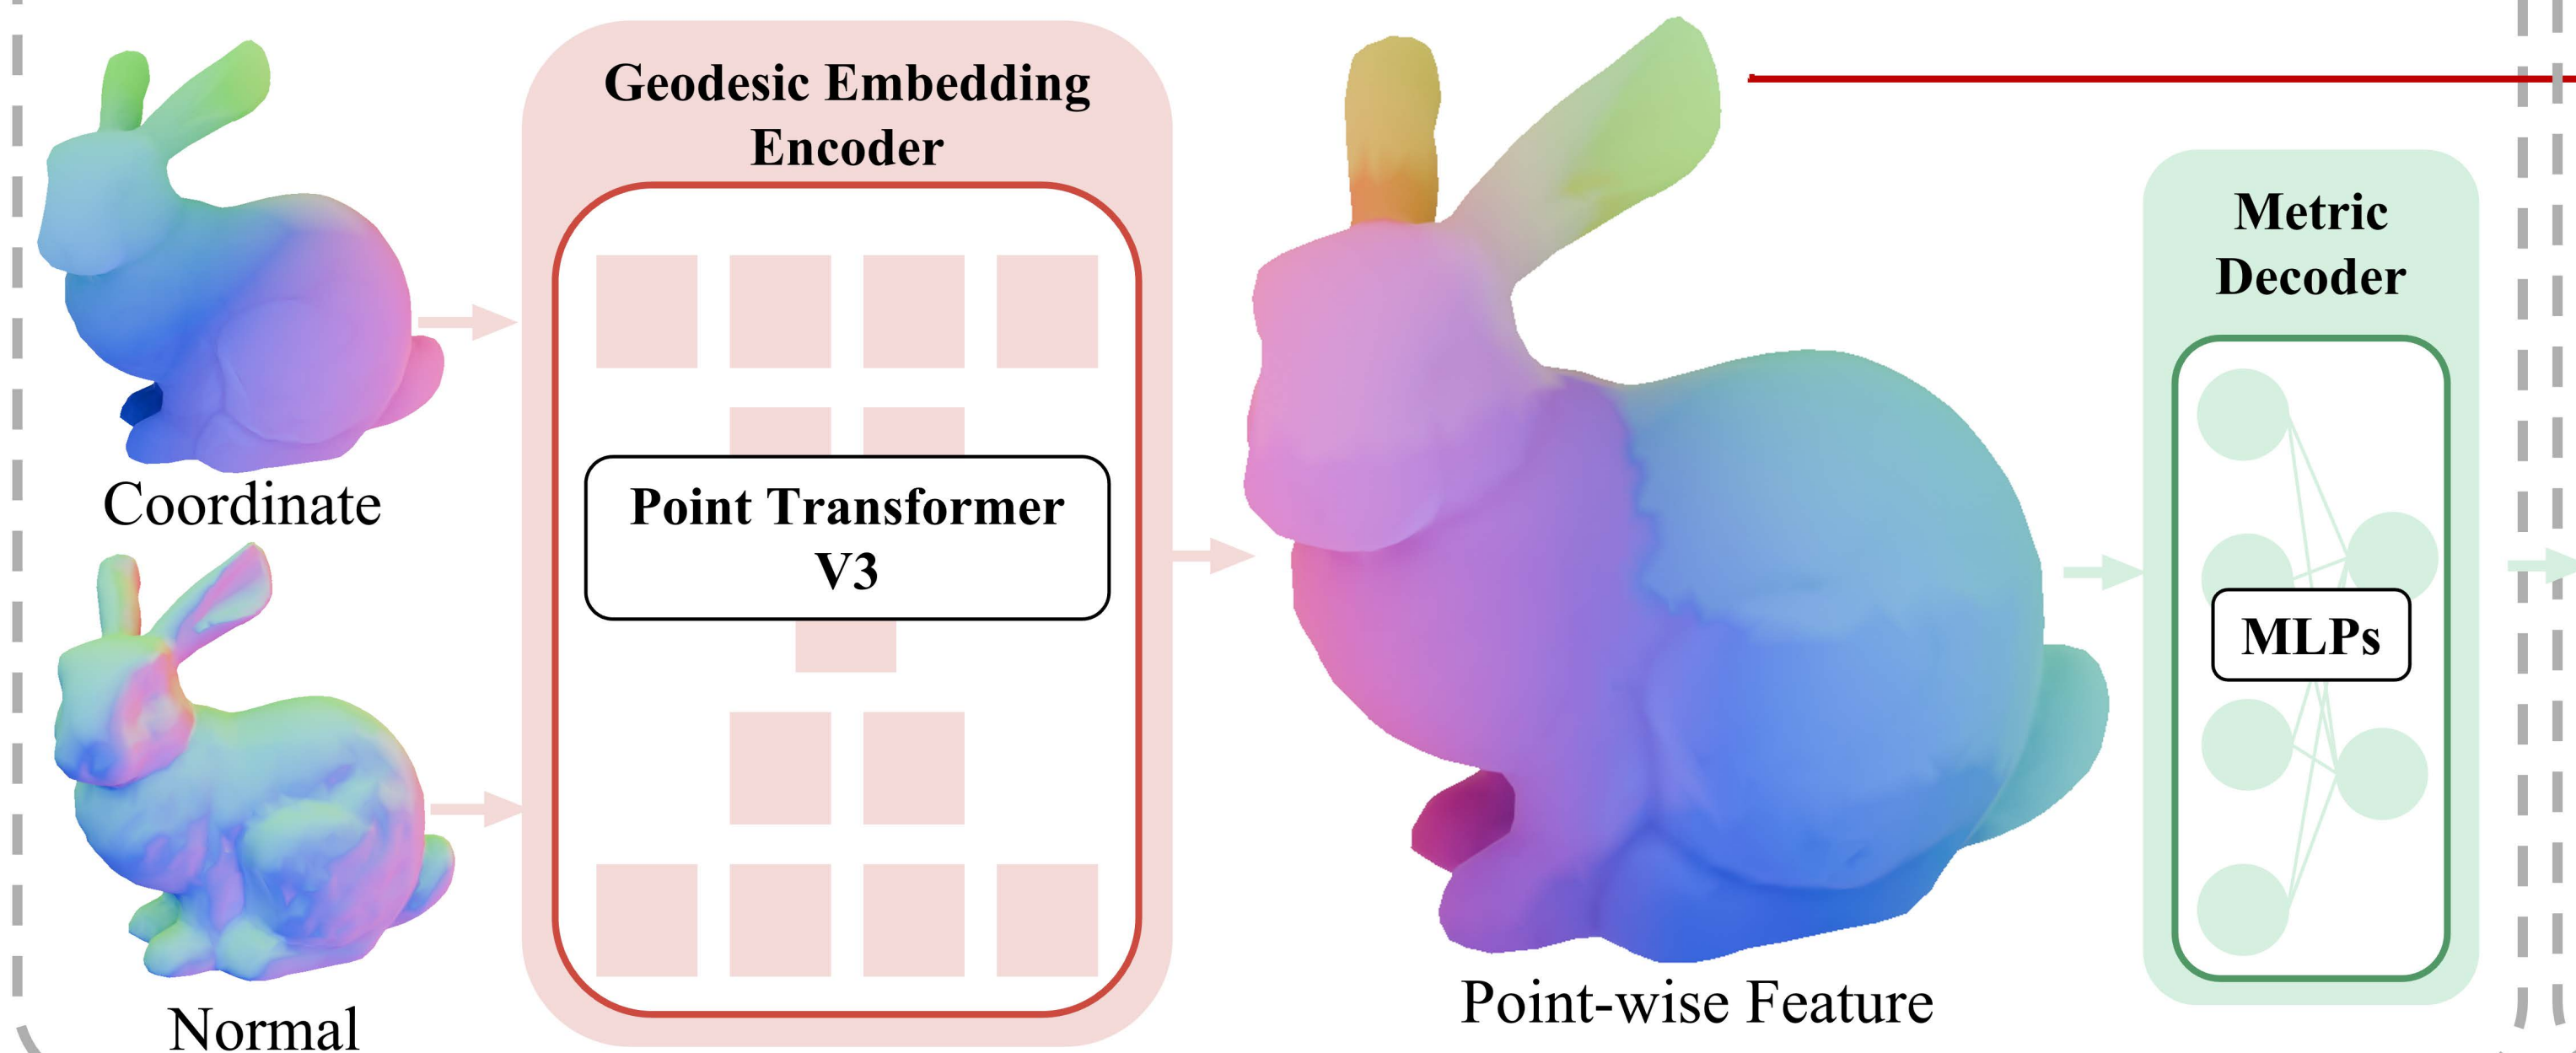 Coordinate
Normal
Geodesic Embedding
Encoder
Point Transformer
V3
Point-wise Feature
Metric
Decoder
MLPs